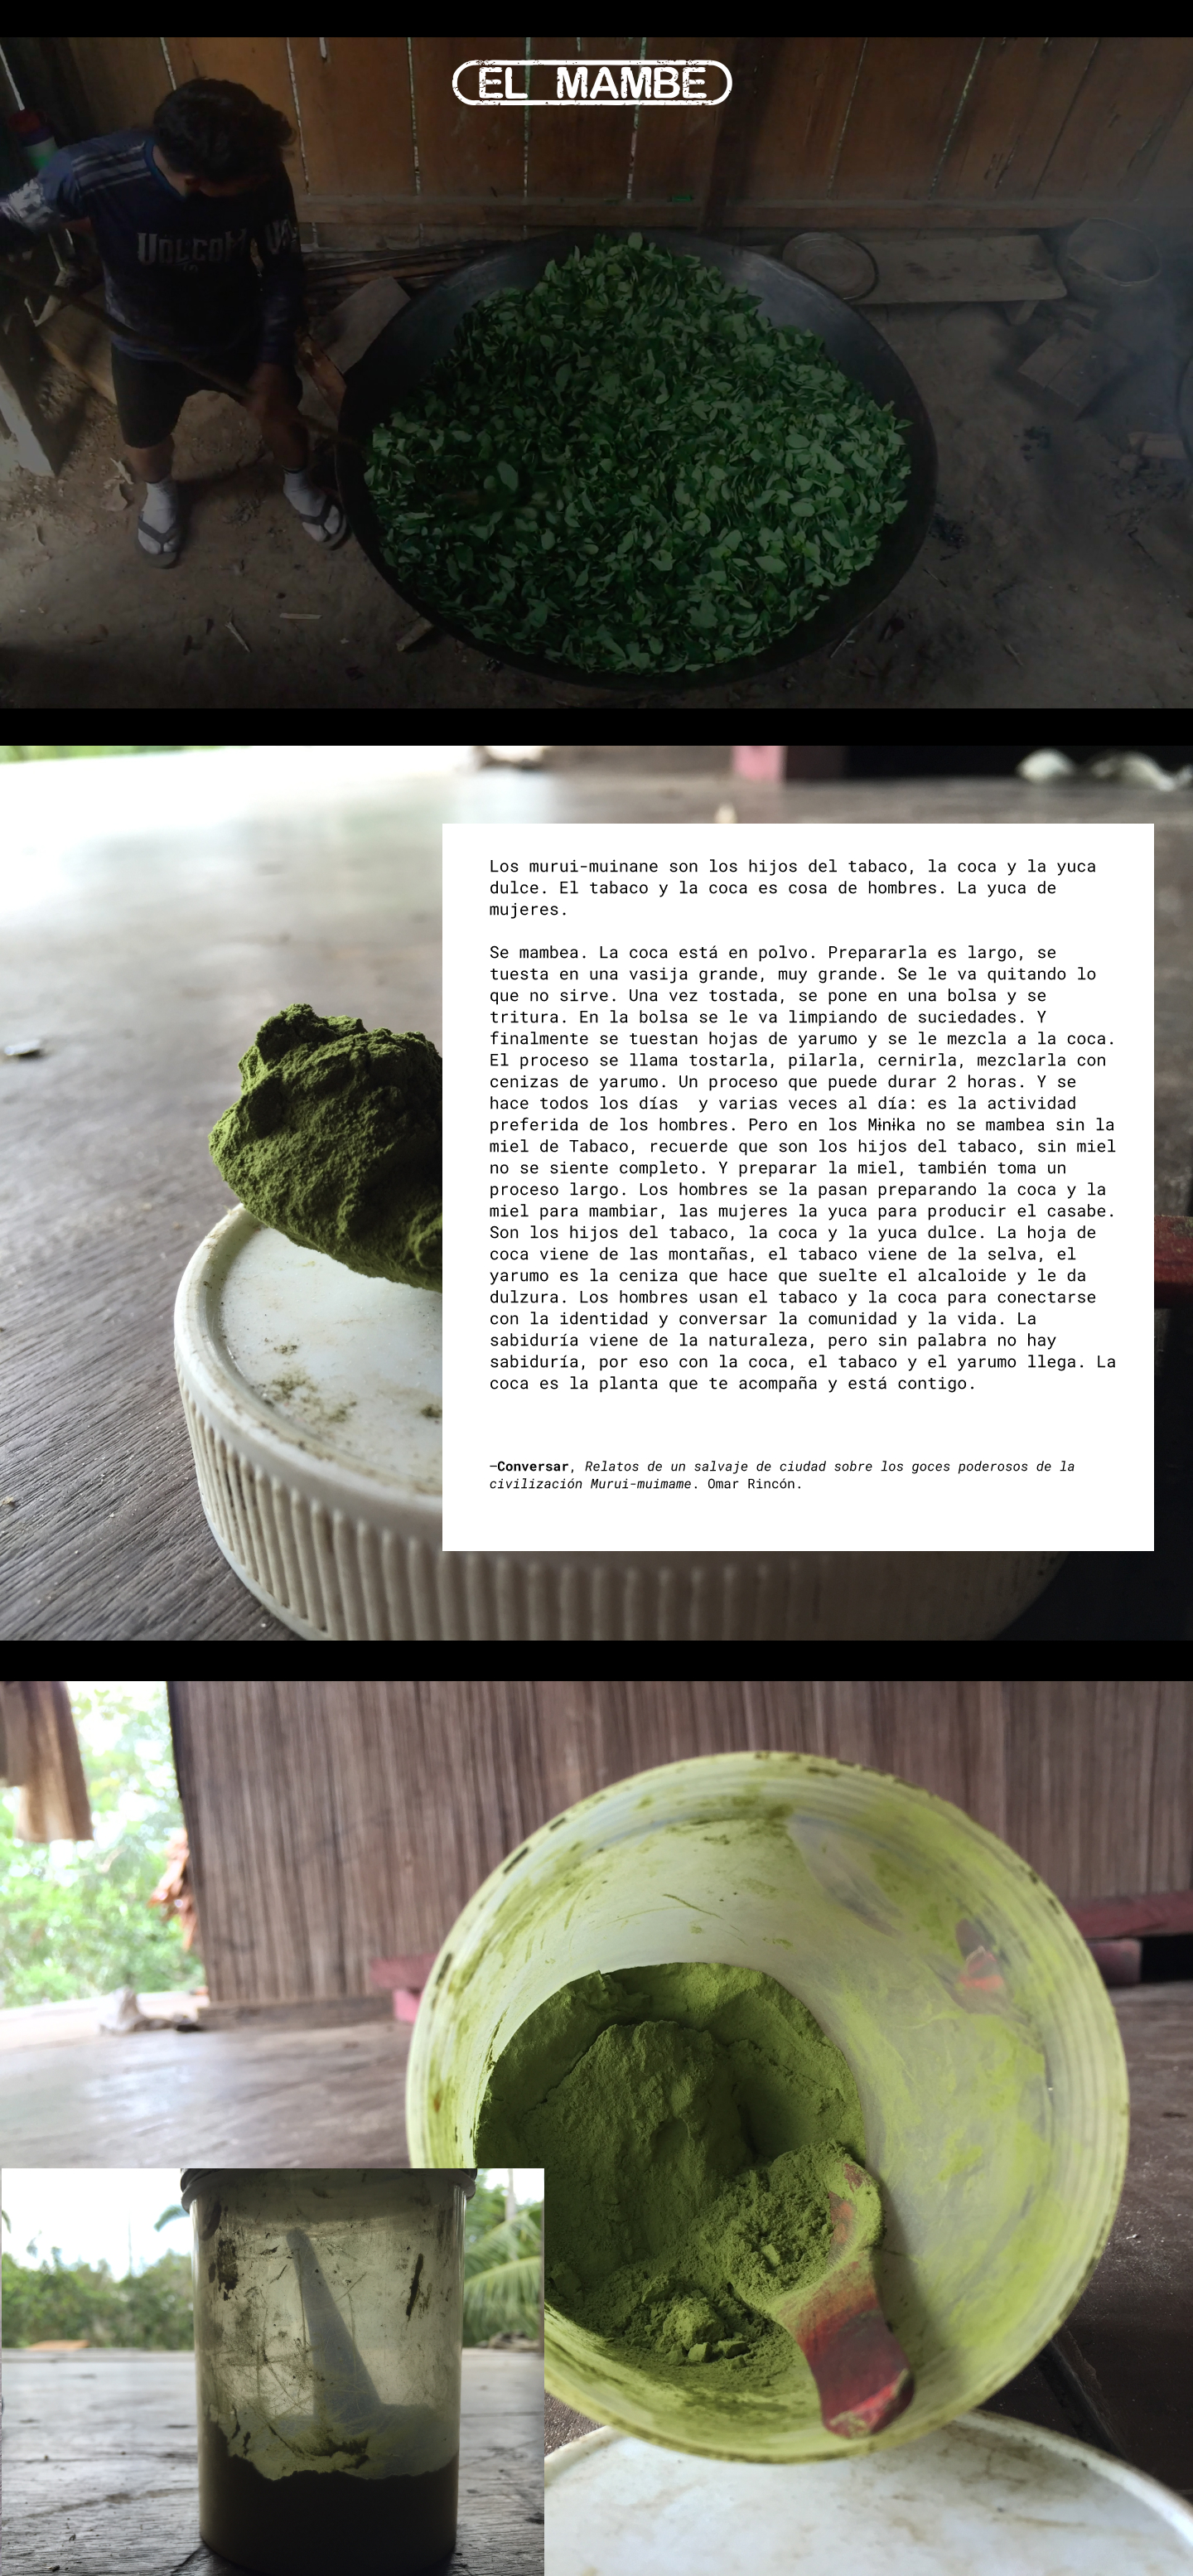 EL MAMBE
VOLCOM
Los murui-muinane son los hijos del tabaco, la coca y la yuca
dulce. El tabaco y la coca es cosa de hombres. La yuca de
mujeres.
Se mambea. La coca está en polvo. Prepararla es largo, se
tuesta en una vasija grande, muy grande. Se le va quitando lo
que no sirve. Una vez tostada, se pone en una bolsa y se
tritura. En la bolsa se le va limpiando de suciedades. Y
finalmente se tuestan hojas de yarumo y se le mezcla a la coca.
El proceso se llama tostarla, pilarla, cernirla, mezclarla con
cenizas de yarumo. Un proceso que puede durar 2 horas. Y se
hace todos los días  y varias veces al día: es la actividad
preferida de los hombres. Pero en los Mɨnɨka no se mambea sin la
miel de Tabaco, recuerde que son los hijos del tabaco, sin miel
no se siente completo. Y preparar la miel, también toma un
proceso largo. Los hombres se la pasan preparando la coca y la
miel para mambiar, las mujeres la yuca para producir el casabe.
Son los hijos del tabaco, la coca y la yuca dulce. La hoja de
coca viene de las montañas, el tabaco viene de la selva, el
yarumo es la ceniza que hace que suelte el alcaloide y le da
dulzura. Los hombres usan el tabaco y la coca para conectarse
con la identidad y conversar la comunidad y la vida. La
sabiduría viene de la naturaleza, pero sin palabra no hay
sabiduría, por eso con la coca, el tabaco y el yarumo llega. La
coca es la planta que te acompaña y está contigo.
—Conversar, Relatos de un salvaje de ciudad sobre los goces poderosos de la
civilización Murui-muimame. Omar Rincón.